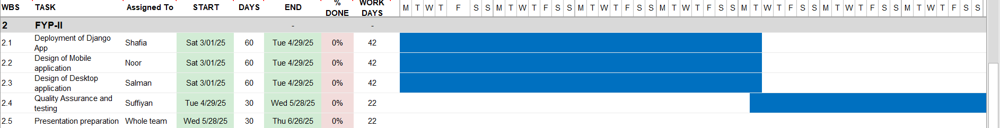 WBS TASK Assigned To START DAYS END % DONE WORK DAYS M T W T F S S M T W T F S S M T W T F S S M T W T F S S M T W T F S S M T W T F S S M T W T F S S
2 FYP-II - -
2.1 Deployment of Django App Shafia Sat 3/01/25 60 Tue 4/29/25 0% 42
2.2 Design of Mobile application Noor Sat 3/01/25 60 Tue 4/29/25 0% 42
2.3 Design of Desktop application Salman Sat 3/01/25 60 Tue 4/29/25 0% 42
2.4 Quality Assurance and testing Suffiyan Tue 4/29/25 30 Wed 5/28/25 0% 22
2.5 Presentation preparation Whole team Wed 5/28/25 30 Thu 6/26/25 0% 22